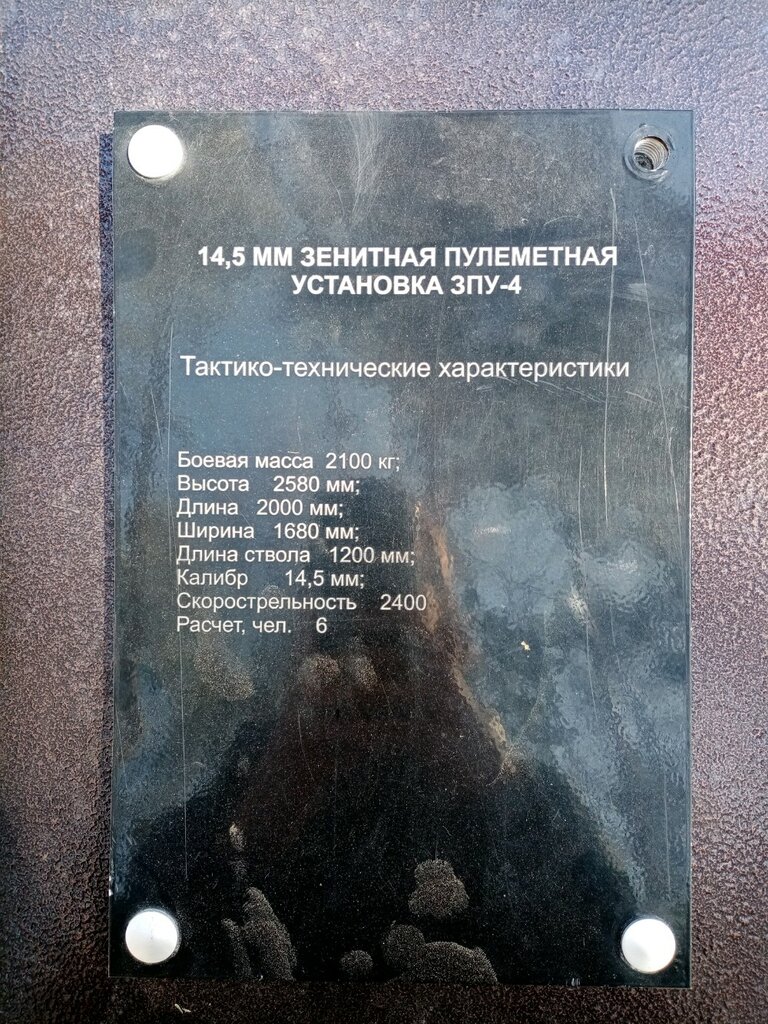 14,5 ММ ЗЕНИТНАЯ ПУЛЕМЕТНАЯ
УСТАНОВКА ЗПУ-4
Тактико-технические характеристики
Боевая масса 2100 кг;
Высота 2580 мм;
Длина 2000 мм;
Ширина 1680 мм;
Длина ствола 1200 мм;
Калибр 14,5 мм;
Скорострельность 2400
Расчет, чел. 6